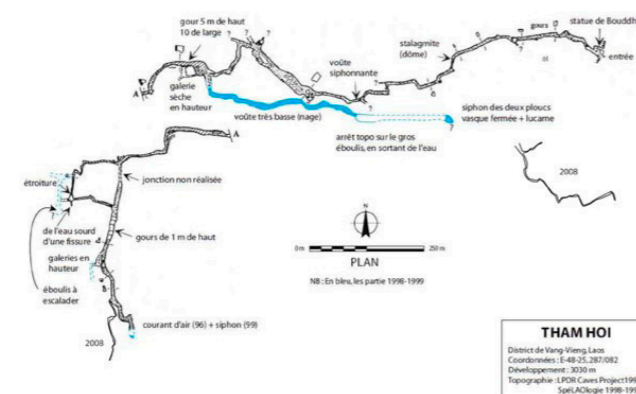 gour 5 m de haut
10 de large
A
galerie
sèche
en hauteur
voûte très basse (nage)
voûte
siphonnante
stalagmite
(dôme)
gours
statue de Bouddha
entrée
siphon des deux ploucs
vasque fermée + lucarne
arrêt topo sur le gros
éboulis, en sortant de l'eau
2008
A
étroiture
jonction non réalisée
de l'eau sourd
d'une fissure
gours de 1 m de haut
galeries en
hauteur
éboulis à
escalader
courant d'air (96) + siphon (99)
2008
N
0 m
250 m
PLAN
NB : En bleu, les partie 1998-1999
THAM HOI
District de Vang-Vieng, Laos
Coordonnées : E-48-25, 287/082
Développement : 3030 m
Topographie : LPDR Caves Project199
SpéLAOlogie 1998-199